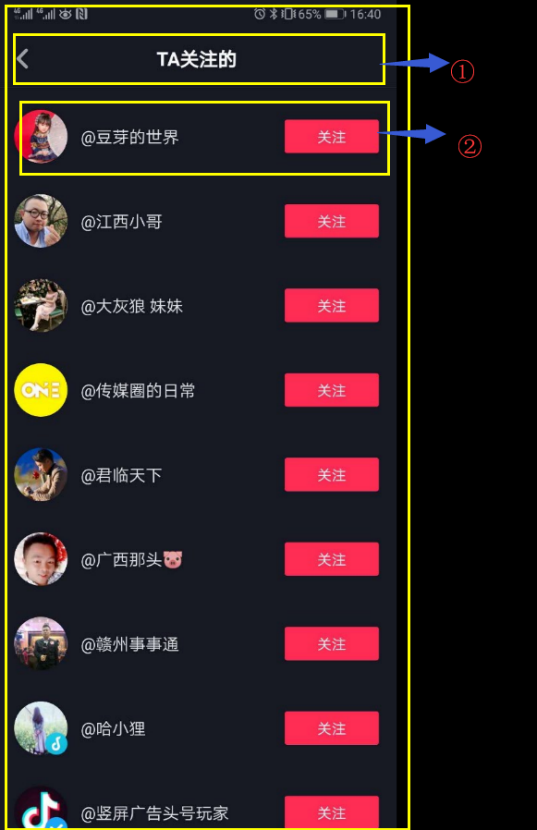 65% 16:40
TA关注的
①
@豆芽的世界 关注
②
@江西小哥 关注
@大灰狼 妹妹 关注
ONE
@传媒圈的日常 关注
@君临天下 关注
@广西那头🐷 关注
@赣州事事通 关注
@哈小狸 关注
@竖屏广告头号玩家 关注